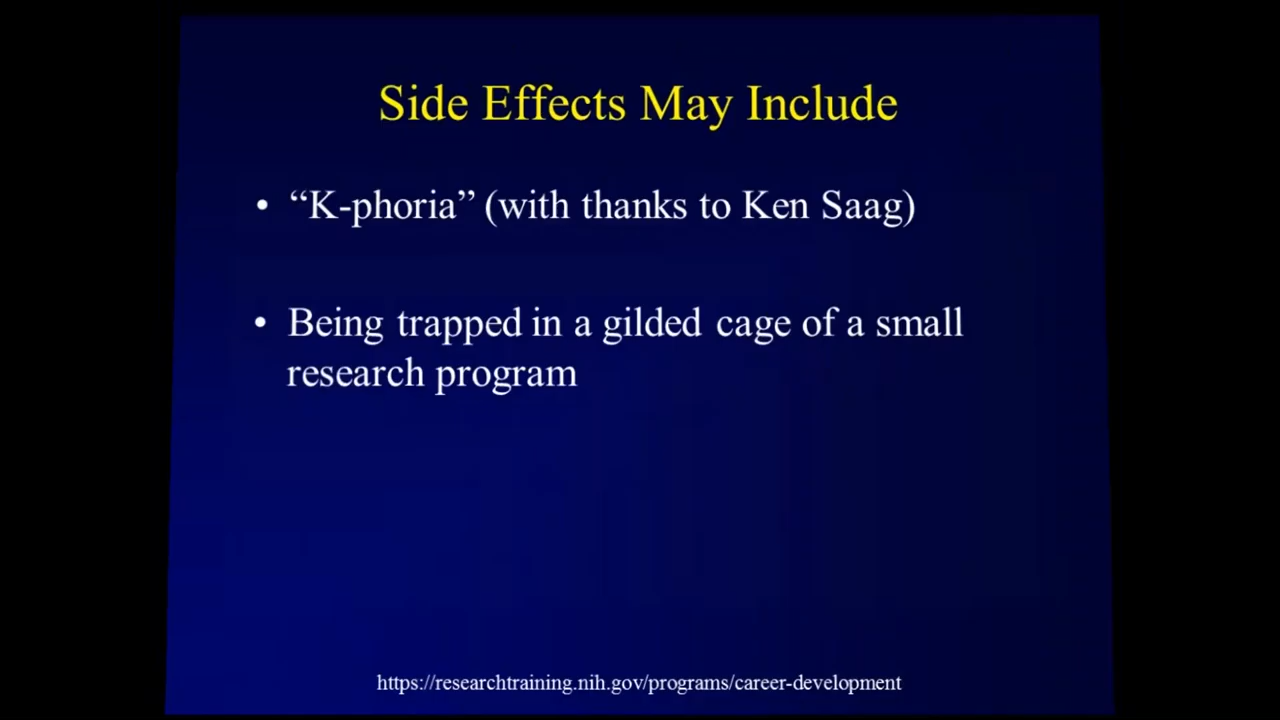 Side Effects May Include
• “K-phoria” (with thanks to Ken Saag)
• Being trapped in a gilded cage of a small
research program
https://researchtraining.nih.gov/programs/career-development